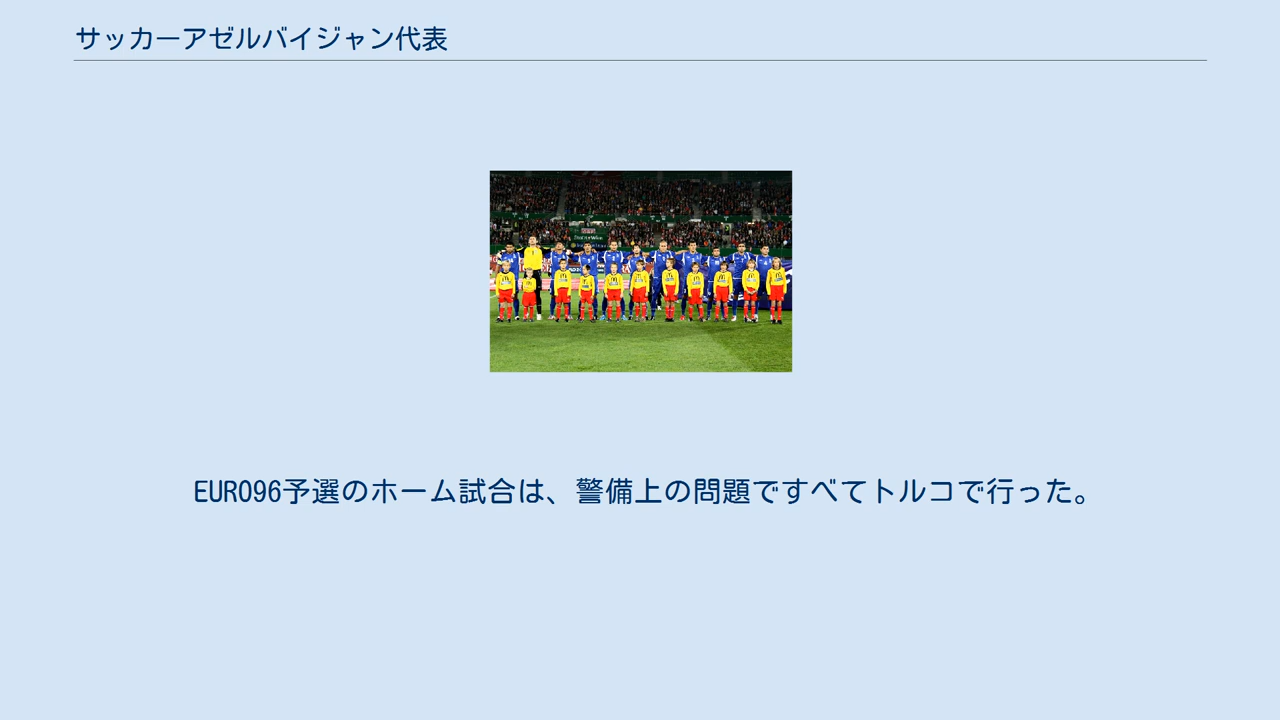 サッカーアゼルバイジャン代表
EURO96予選のホーム試合は、警備上の問題ですべてトルコで行った。